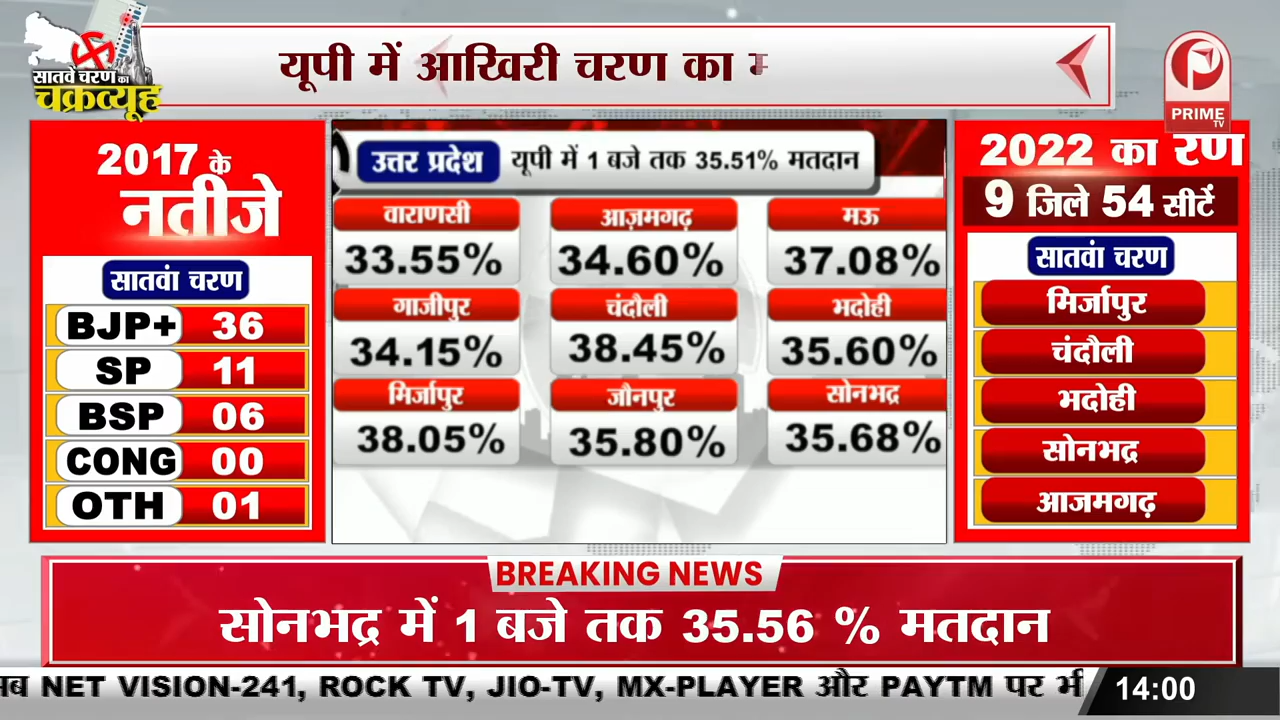 यूपी में आखिरी चरण का
सातवें चरण का
चक्रव्यूह
PRIME
TV
2017 के
नतीजे
सातवां चरण
BJP+ 36
SP 11
BSP 06
CONG 00
OTH 01
उत्तर प्रदेश यूपी में 1 बजे तक 35.51% मतदान
वाराणसी आज़मगढ़ मऊ
33.55% 34.60% 37.08%
गाजीपुर चंदौली भदोही
34.15% 38.45% 35.60%
मिर्जापुर जौनपुर सोनभद्र
38.05% 35.80% 35.68%
2022 का रण
9 जिले 54 सीटें
सातवां चरण
मिर्जापुर
चंदौली
भदोही
सोनभद्र
आजमगढ़
BREAKING NEWS
सोनभद्र में 1 बजे तक 35.56 % मतदान
NET VISION-241, ROCK TV, JIO-TV, MX-PLAYER और PAYTM पर भी
14:00